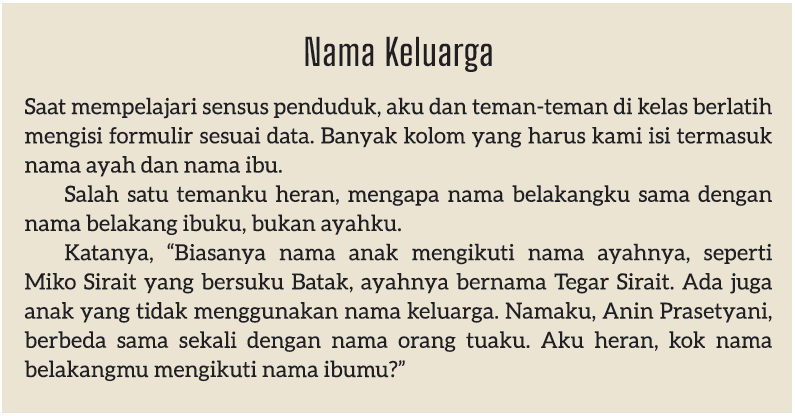 Nama Keluarga
Saat mempelajari sensus penduduk, aku dan teman-teman di kelas berlatih
mengisi formulir sesuai data. Banyak kolom yang harus kami isi termasuk
nama ayah dan nama ibu.
Salah satu temanku heran, mengapa nama belakangku sama dengan
nama belakang ibuku, bukan ayahku.
Katanya, “Biasanya nama anak mengikuti nama ayahnya, seperti
Miko Sirait yang bersuku Batak, ayahnya bernama Tegar Sirait. Ada juga
anak yang tidak menggunakan nama keluarga. Namaku, Anin Prasetyani,
berbeda sama sekali dengan nama orang tuaku. Aku heran, kok nama
belakangmu mengikuti nama ibumu?”